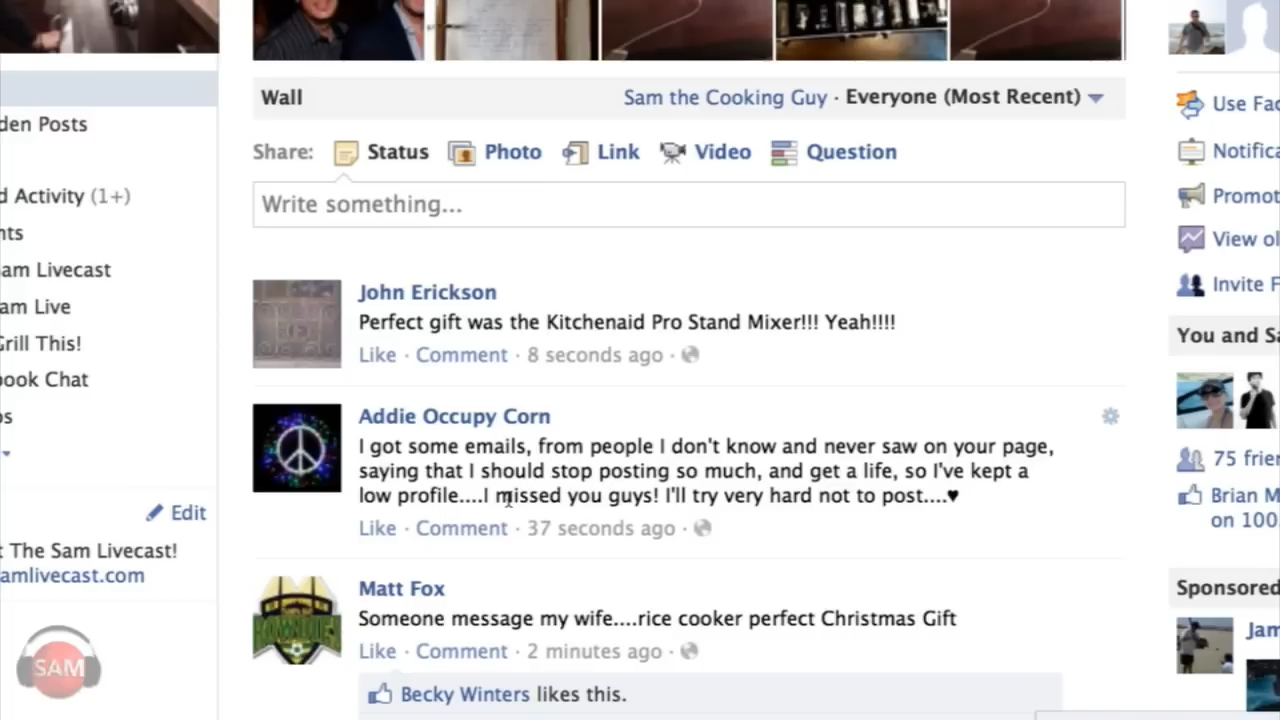 Wall
Sam the Cooking Guy · Everyone (Most Recent)
Share: Status Photo Link Video Question
Write something...
John Erickson
Perfect gift was the Kitchenaid Pro Stand Mixer!!! Yeah!!!!
Like · Comment · 8 seconds ago ·
Addie Occupy Corn
I got some emails, from people I don't know and never saw on your page,
saying that I should stop posting so much, and get a life, so I've kept a
low profile....I missed you guys! I'll try very hard not to post....♥
Like · Comment · 37 seconds ago ·
Matt Fox
Someone message my wife....rice cooker perfect Christmas Gift
Like · Comment · 2 minutes ago ·
Becky Winters likes this.
den Posts
d Activity (1+)
nts
am Livecast
am Live
Grill This!
ook Chat
os
Edit
t The Sam Livecast!
amlivecast.com
SAM
Use Fac
Notifica
Promot
View ol
Invite F
You and Sa
75 frien
Brian M
on 100
Sponsored
Jam